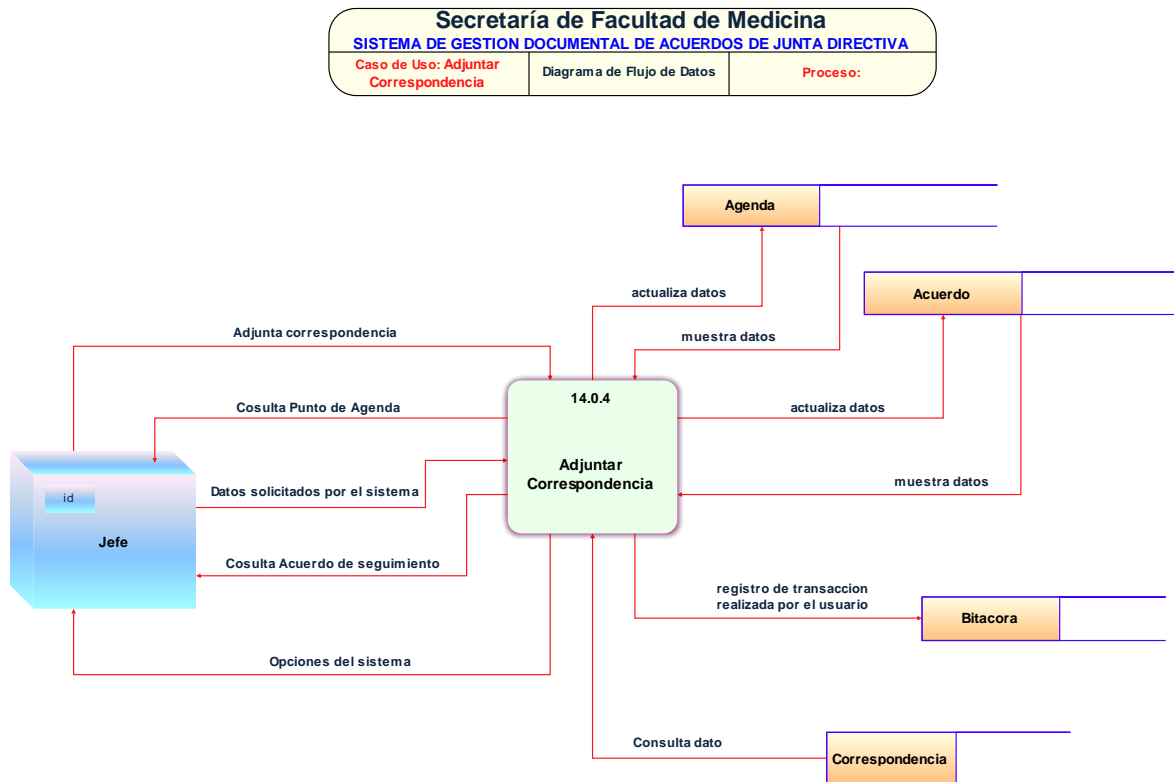 Secretaría de Facultad de Medicina
SISTEMA DE GESTION DOCUMENTAL DE ACUERDOS DE JUNTA DIRECTIVA
Caso de Uso: Adjuntar
Correspondencia
Diagrama de Flujo de Datos
Proceso:
Agenda
Acuerdo
actualiza datos
Adjunta correspondencia
muestra datos
14.0.4
Cosulta Punto de Agenda
actualiza datos
Adjuntar
Correspondencia
id
Datos solicitados por el sistema
muestra datos
Jefe
Cosulta Acuerdo de seguimiento
registro de transaccion
realizada por el usuario
Bitacora
Opciones del sistema
Consulta dato
Correspondencia